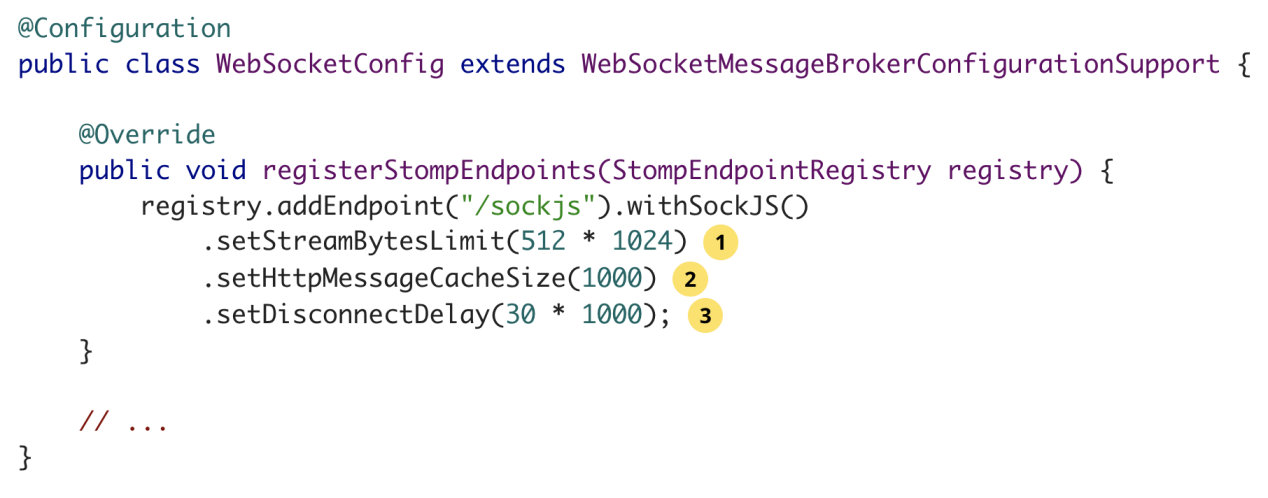 @Configuration
public class WebSocketConfig extends WebSocketMessageBrokerConfigurationSupport {

    @Override
    public void registerStompEndpoints(StompEndpointRegistry registry) {
        registry.addEndpoint("/sockjs").withSockJS()
            .setStreamBytesLimit(512 * 1024) 1
            .setHttpMessageCacheSize(1000) 2
            .setDisconnectDelay(30 * 1000); 3
    }

    // ...
}